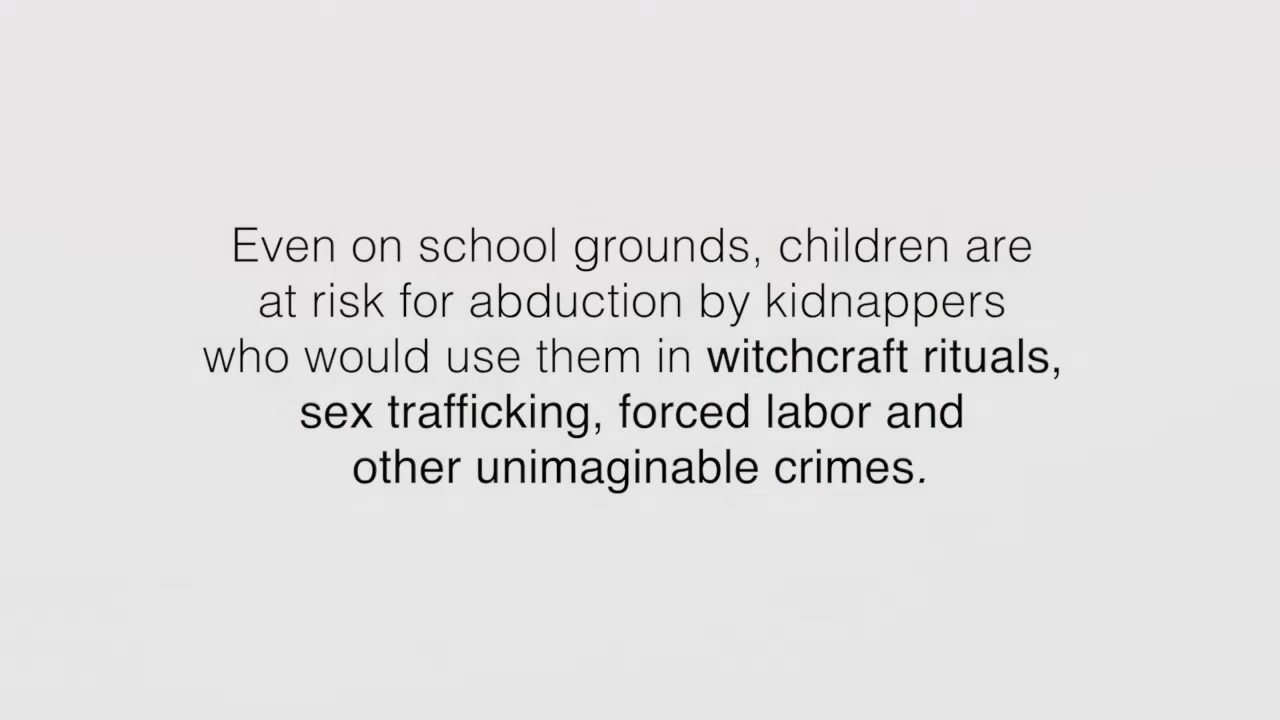 Even on school grounds, children are
at risk for abduction by kidnappers
who would use them in witchcraft rituals,
sex trafficking, forced labor and
other unimaginable crimes.